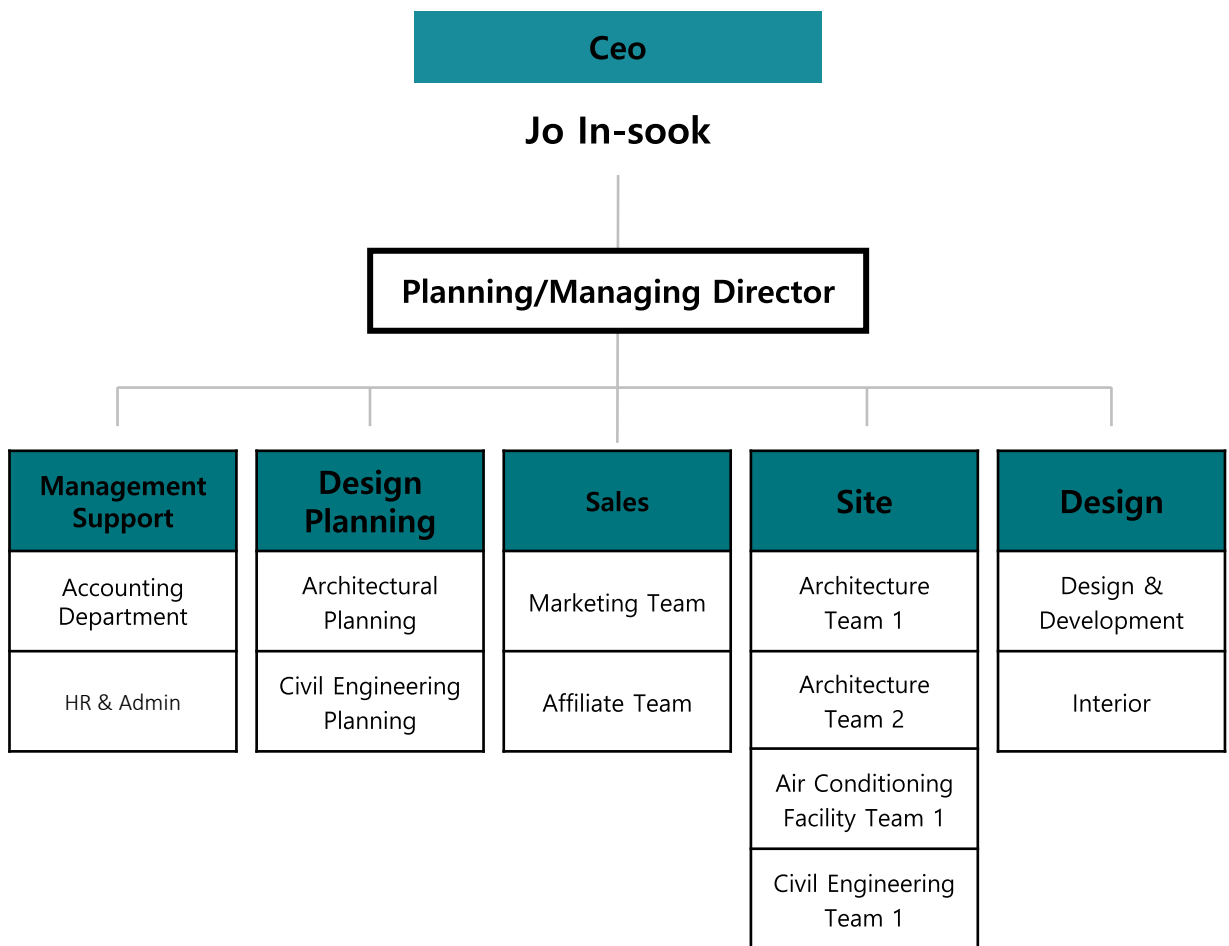 Ceo
Jo In-sook
Planning/Managing Director
Management
Support
Accounting
Department
HR & Admin
Design
Planning
Architectural
Planning
Civil Engineering
Planning
Sales
Marketing Team
Affiliate Team
Site
Architecture
Team 1
Architecture
Team 2
Air Conditioning
Facility Team 1
Civil Engineering
Team 1
Design
Design &
Development
Interior